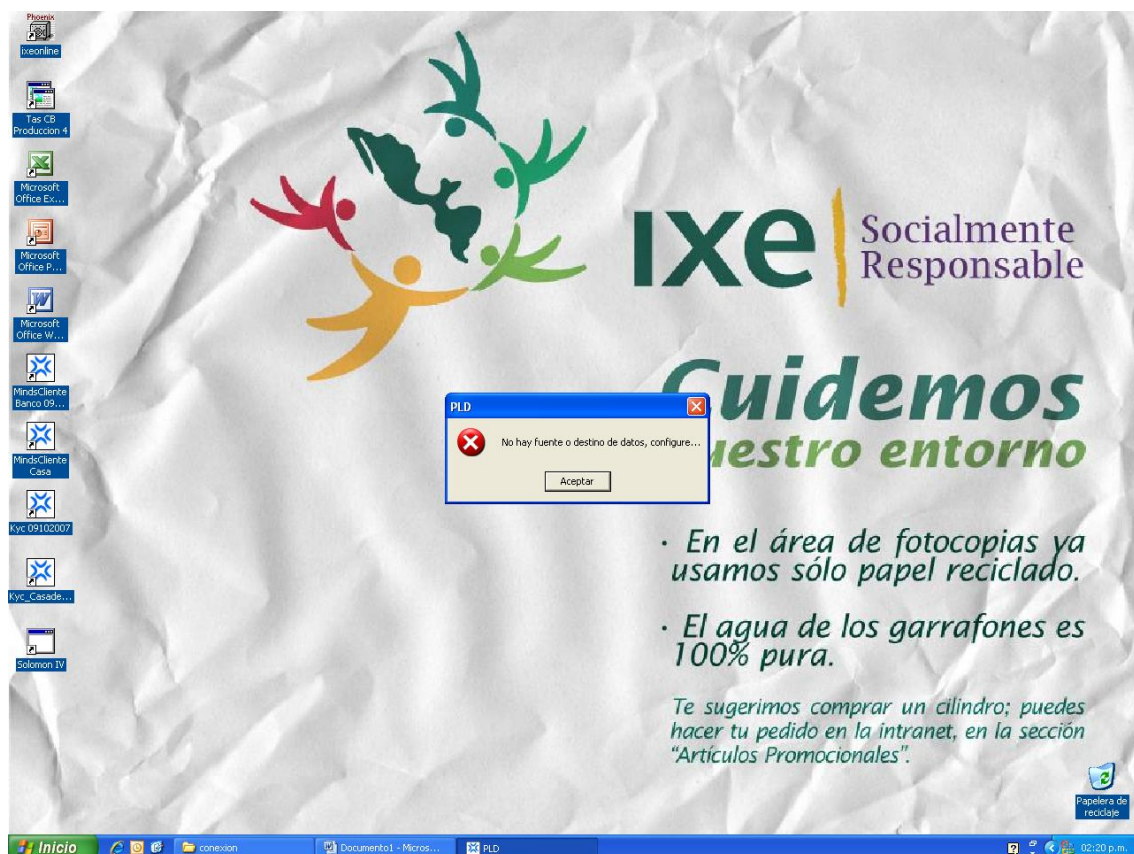 Phoenix
ixeonline
Tas CB
Produccion 4
Microsoft
Office Ex...
Microsoft
Office P...
Microsoft
Office W...
MindsCliente
Banco 09...
MindsCliente
Casa
Kyc 09102007
Kyc_Casade...
Solomon IV
ixe
Socialmente
Responsable
Cuidemos
nuestro entorno
PLD
No hay fuente o destino de datos, configure...
Aceptar
· En el área de fotocopias ya
usamos sólo papel reciclado.
· El agua de los garrafones es
100% pura.
Te sugerimos comprar un cilindro; puedes
hacer tu pedido en la intranet, en la sección
"Artículos Promocionales".
Papelera de
reciclaje
Inicio
conexion
Documento1 - Micros...
PLD
02:20 p.m.